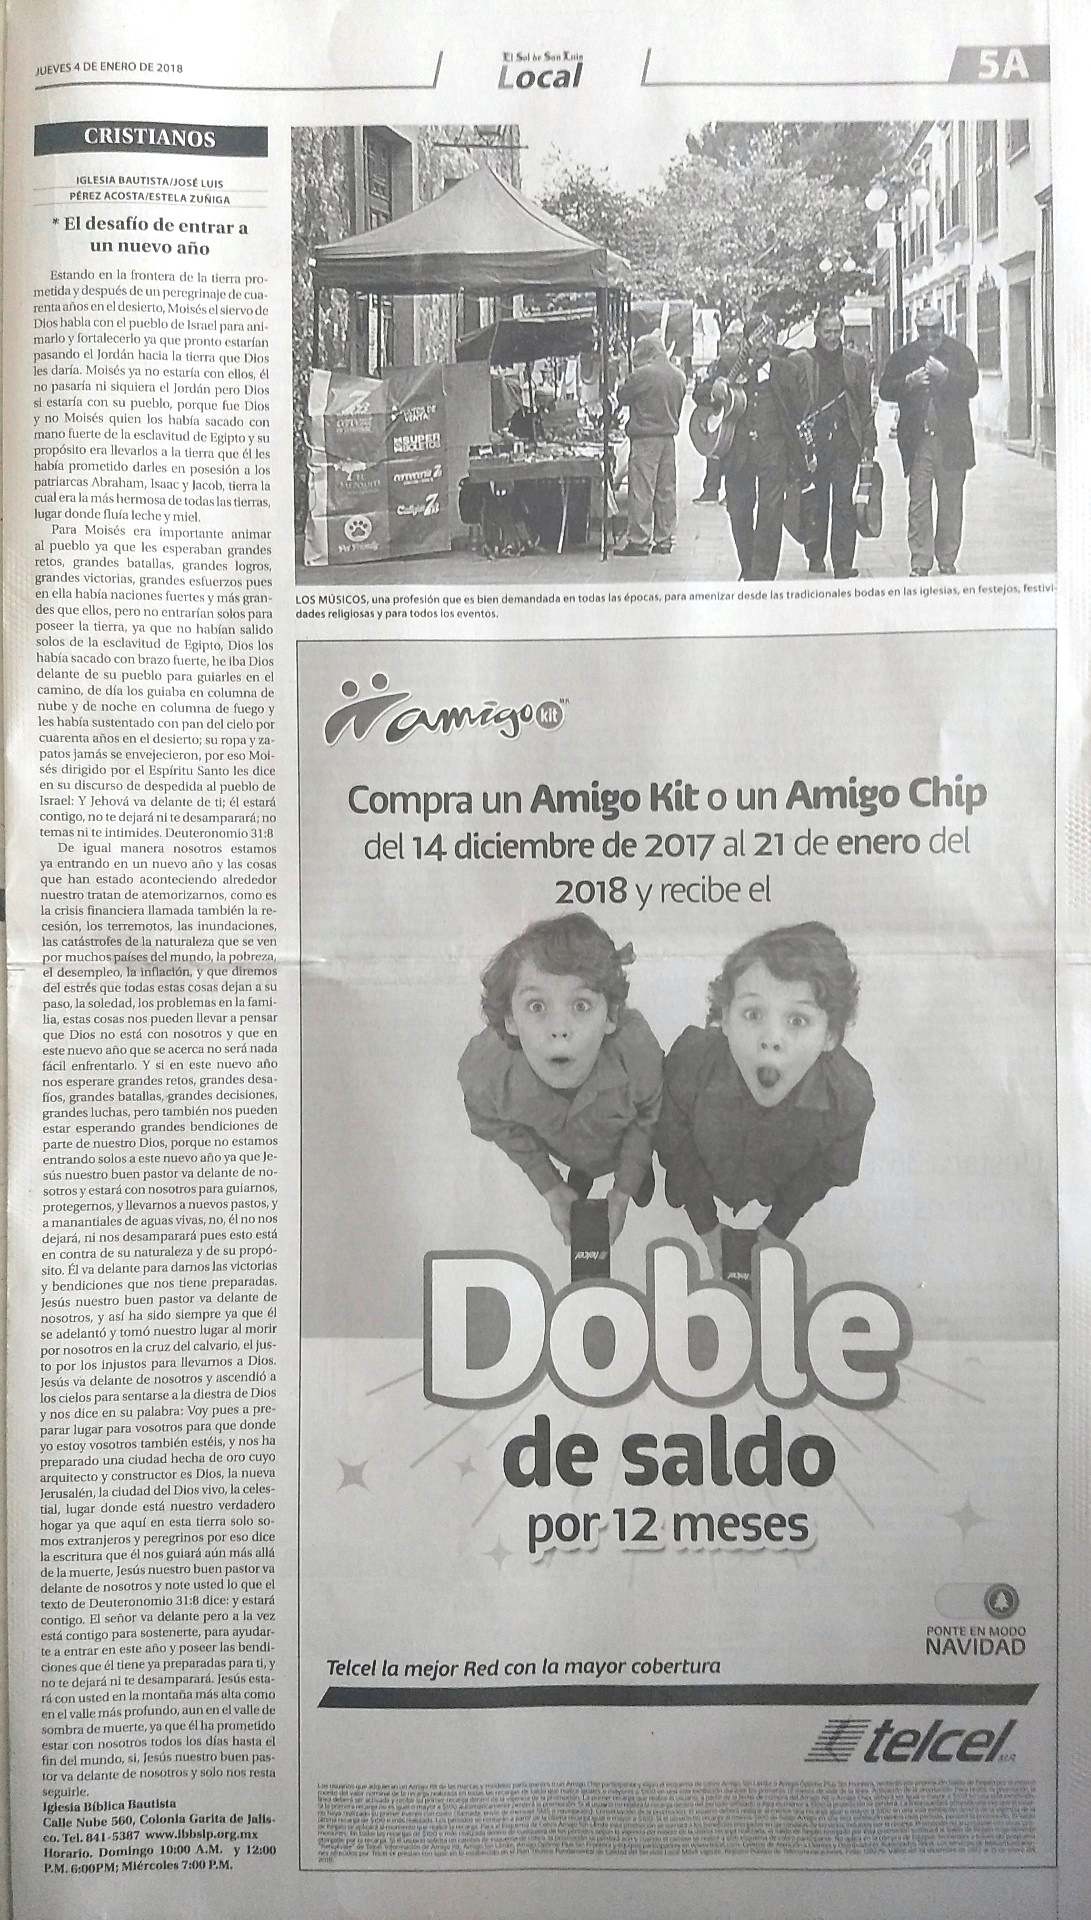 JUEVES 4 DE ENERO DE 2018
El Sol de San Luis
Local
5A
CRISTIANOS
IGLESIA BAUTISTA/JOSÉ LUIS
PÉREZ ACOSTA/ESTELA ZUÑIGA
* El desafío de entrar a
un nuevo año
Estando en la frontera de la tierra pro-
metida y después de un peregrinaje de cua-
renta años en el desierto, Moisés el siervo de
Dios habla con el pueblo de Israel para ani-
marlo y fortalecerlo ya que pronto estarían
pasando el Jordán hacia la tierra que Dios
les daría. Moisés ya no estaría con ellos, él
no pasaría ni siquiera el Jordán pero Dios
si estaría con su pueblo, porque fue Dios
y no Moisés quien los había sacado con
mano fuerte de la esclavitud de Egipto y su
propósito era llevarlos a la tierra que él les
había prometido darles en posesión a los
patriarcas Abraham, Isaac y Jacob, tierra la
cual era la más hermosa de todas las tierras,
lugar donde fluía leche y miel.
Para Moisés era importante animar
al pueblo ya que les esperaban grandes
retos, grandes batallas, grandes logros,
grandes victorias, grandes esfuerzos pues
en ella había naciones fuertes y más gran-
des que ellos, pero no entrarían solos para
poseer la tierra, ya que no habían salido
solos de la esclavitud de Egipto, Dios los
había sacado con brazo fuerte, he iba Dios
delante de su pueblo para guiarles en el
camino, de día los guiaba en columna de
nube y de noche en columna de fuego y
les había sustentado con pan del cielo por
cuarenta años en el desierto; su ropa y za-
patos jamás se envejecieron, por eso Moi-
sés dirigido por el Espíritu Santo les dice
en su discurso de despedida al pueblo de
Israel: Y Jehová va delante de ti; él estará
contigo, no te dejará ni te desamparará; no
temas ni te intimides. Deuteronomio 31:8
De igual manera nosotros estamos
ya entrando en un nuevo año y las cosas
que han estado aconteciendo alrededor
nuestro tratan de atemorizarnos, como es
la crisis financiera llamada también la re-
cesión, los terremotos, las inundaciones,
las catástrofes de la naturaleza que se ven
por muchos países del mundo, la pobreza,
el desempleo, la inflación, y que diremos
del estrés que todas estas cosas dejan a su
paso, la soledad, los problemas en la fami-
lia, estas cosas nos pueden llevar a pensar
que Dios no está con nosotros y que en
este nuevo año que se acerca no será nada
fácil enfrentarlo. Y si en este nuevo año
nos esperare grandes retos, grandes desa-
fíos, grandes batallas, grandes decisiones,
grandes luchas, pero también nos pueden
estar esperando grandes bendiciones de
parte de nuestro Dios, porque no estamos
entrando solos a este nuevo año ya que Je-
sús nuestro buen pastor va delante de no-
sotros y estará con nosotros para guiarnos,
protegernos, y llevarnos a nuevos pastos, y
a manantiales de aguas vivas, no, él no nos
dejará, ni nos desamparará pues esto está
en contra de su naturaleza y de su propó-
sito. Él va delante para darnos las victorias
y bendiciones que nos tiene preparadas.
Jesús nuestro buen pastor va delante de
nosotros, y así ha sido siempre ya que él
se adelantó y tomó nuestro lugar al morir
por nosotros en la cruz del calvario, el jus-
to por los injustos para llevarnos a Dios.
Jesús va delante de nosotros y ascendió a
los cielos para sentarse a la diestra de Dios
y nos dice en su palabra: Voy pues a pre-
parar lugar para vosotros para que donde
yo estoy vosotros también estéis, y nos ha
preparado una ciudad hecha de oro cuyo
arquitecto y constructor es Dios, la nueva
Jerusalén, la ciudad del Dios vivo, la celes-
tial, lugar donde está nuestro verdadero
hogar ya que aquí en esta tierra solo so-
mos extranjeros y peregrinos por eso dice
la escritura que él nos guiará aún más allá
de la muerte, Jesús nuestro buen pastor va
delante de nosotros y note usted lo que el
texto de Deuteronomio 31:8 dice: y estará
contigo. El señor va delante pero a la vez
está contigo para sostenerte, para ayudar-
te a entrar en este año y poseer las bendi-
ciones que él tiene ya preparadas para ti, y
no te dejará ni te desamparará. Jesús esta-
rá con usted en la montaña más alta como
en el valle más profundo, aun en el valle de
sombra de muerte, ya que él ha prometido
estar con nosotros todos los días hasta el
fin del mundo, si, Jesús nuestro buen pas-
tor va delante de nosotros y solo nos resta
seguirle.
Iglesia Bíblica Bautista
Calle Nube 560, Colonia Garita de Jalis-
co. Tel. 841-5387 www.lbbslp.org.mx
Horario. Domingo 10:00 A.M. y 12:00
P.M. 6:00PM; Miércoles 7:00 P.M.
LOS MÚSICOS, una profesión que es bien demandada en todas las épocas, para amenizar desde las tradicionales bodas en las iglesias, en festejos, festivi-
dades religiosas y para todos los eventos.
amigo kit
Compra un Amigo Kit o un Amigo Chip
del 14 diciembre de 2017 al 21 de enero del
2018 y recibe el
telcel
telcel
Doble
de saldo
por 12 meses
PONTE EN MODO
NAVIDAD
Telcel la mejor Red con la mayor cobertura
telcel